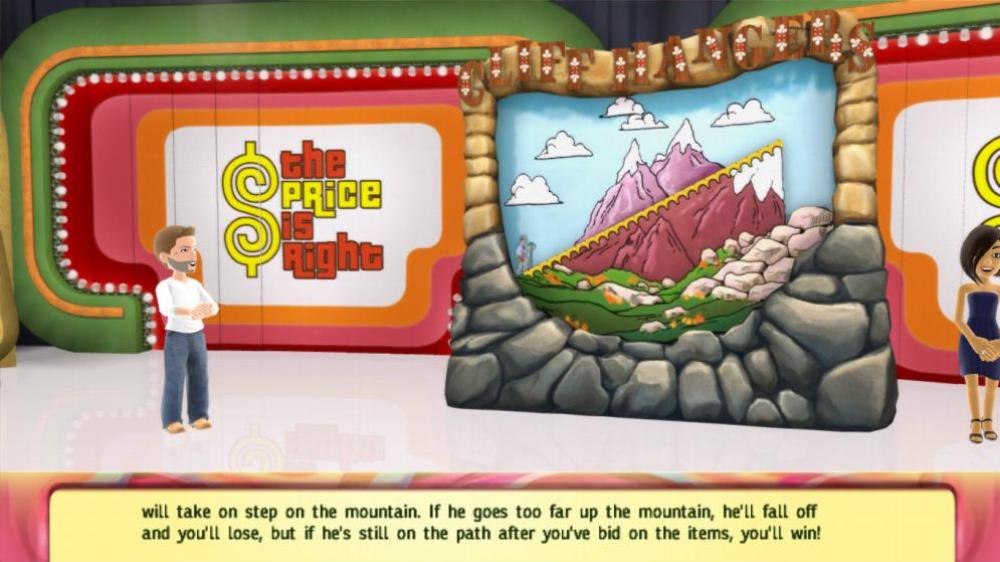 CLIFF HANGERS
the
PRICE
is
Right
will take on step on the mountain. If he goes too far up the mountain, he'll fall off
and you'll lose, but if he's still on the path after you've bid on the items, you'll win!